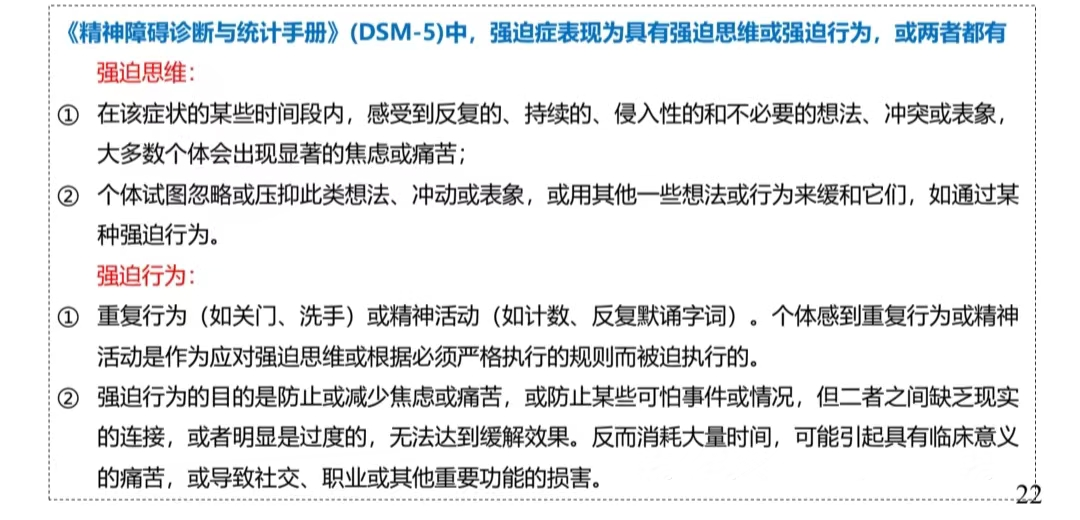 《精神障碍诊断与统计手册》(DSM-5)中，强迫症表现为具有强迫思维或强迫行为，或两者都有
强迫思维：
① 在该症状的某些时间段内，感受到反复的、持续的、侵入性的和不必要的想法、冲突或表象，
大多数个体会出现显著的焦虑或痛苦；
② 个体试图忽略或压抑此类想法、冲动或表象，或用其他一些想法或行为来缓和它们，如通过某
种强迫行为。
强迫行为：
① 重复行为（如关门、洗手）或精神活动（如计数、反复默诵字词）。个体感到重复行为或精神
活动是作为应对强迫思维或根据必须严格执行的规则而被迫执行的。
② 强迫行为的目的是防止或减少焦虑或痛苦，或防止某些可怕事件或情况，但二者之间缺乏现实
的连接，或者明显是过度的，无法达到缓解效果。反而消耗大量时间，可能引起具有临床意义
的痛苦，或导致社交、职业或其他重要功能的损害。
22